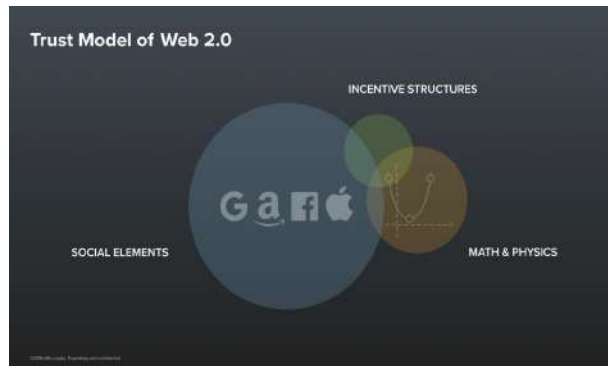 Trust Model of Web 2.0
INCENTIVE STRUCTURES
G a f
SOCIAL ELEMENTS
MATH & PHYSICS